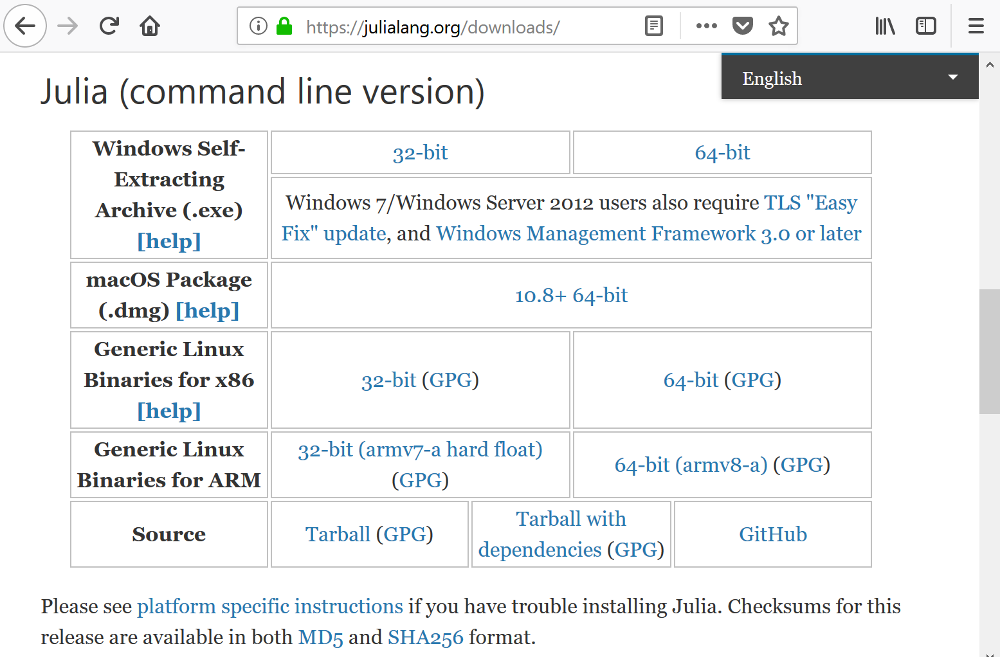 https://julialang.org/downloads/
English
Julia (command line version)
Windows Self-
Extracting
Archive (.exe)
[help]
32-bit
64-bit
Windows 7/Windows Server 2012 users also require TLS "Easy
Fix" update, and Windows Management Framework 3.0 or later
macOS Package
(.dmg) [help]
10.8+ 64-bit
Generic Linux
Binaries for x86
[help]
32-bit (GPG)
64-bit (GPG)
Generic Linux
Binaries for ARM
32-bit (armv7-a hard float)
(GPG)
64-bit (armv8-a) (GPG)
Source
Tarball (GPG)
Tarball with
dependencies (GPG)
GitHub
Please see platform specific instructions if you have trouble installing Julia. Checksums for this
release are available in both MD5 and SHA256 format.